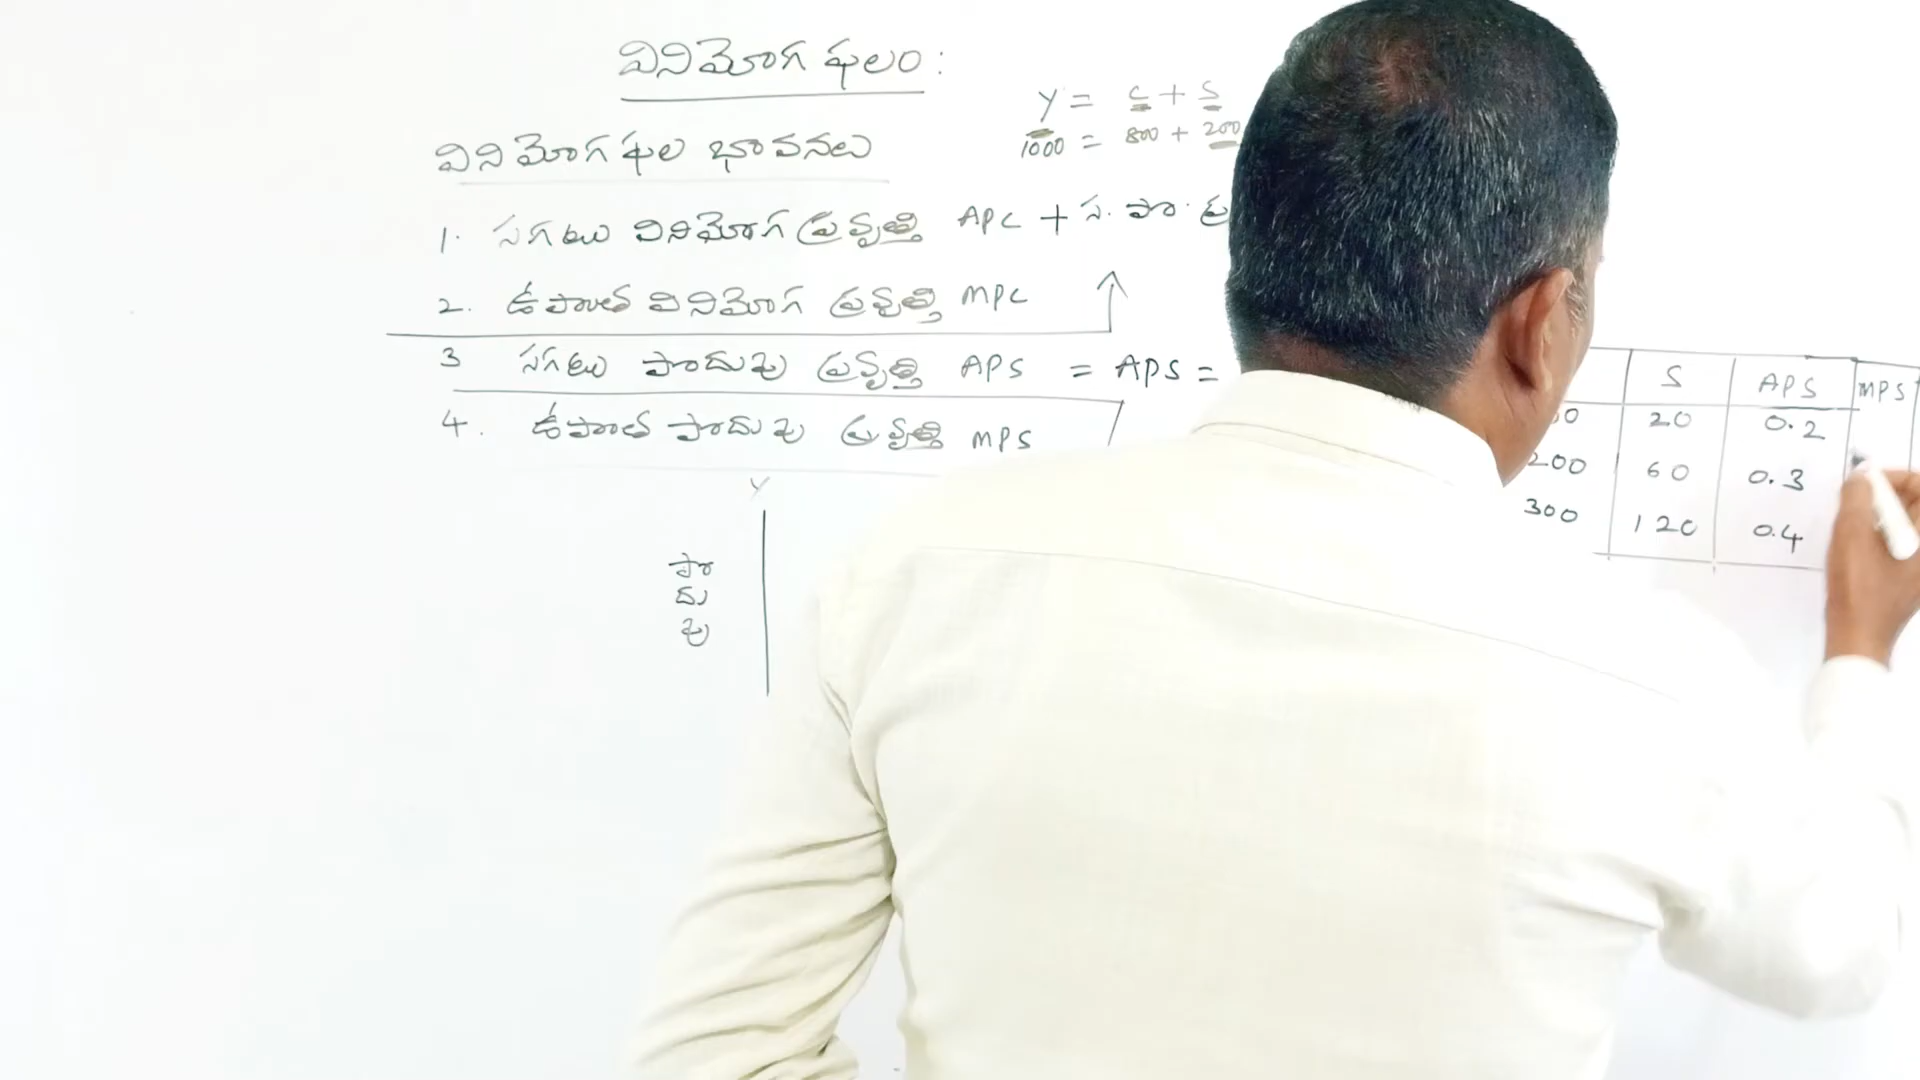 వినిమోగ ఫలం :
Y = C + S
1000 = 800 + 200
వినిమోగ ఫల భావనలు
1. సగటు వినిమోగ ప్రవృత్తి APC + స. పొ. ప్ర
2. ఉపాంత వినిమోగ ప్రవృత్తి MPC
3 సగటు పొదుపు ప్రవృత్తి APS = APS =
4. ఉపాంత పొదుపు ప్రవృత్తి MPS
S APS MPS
00 20 0.2
200 60 0.3
300 120 0.4
Y
పొ
దు
పు